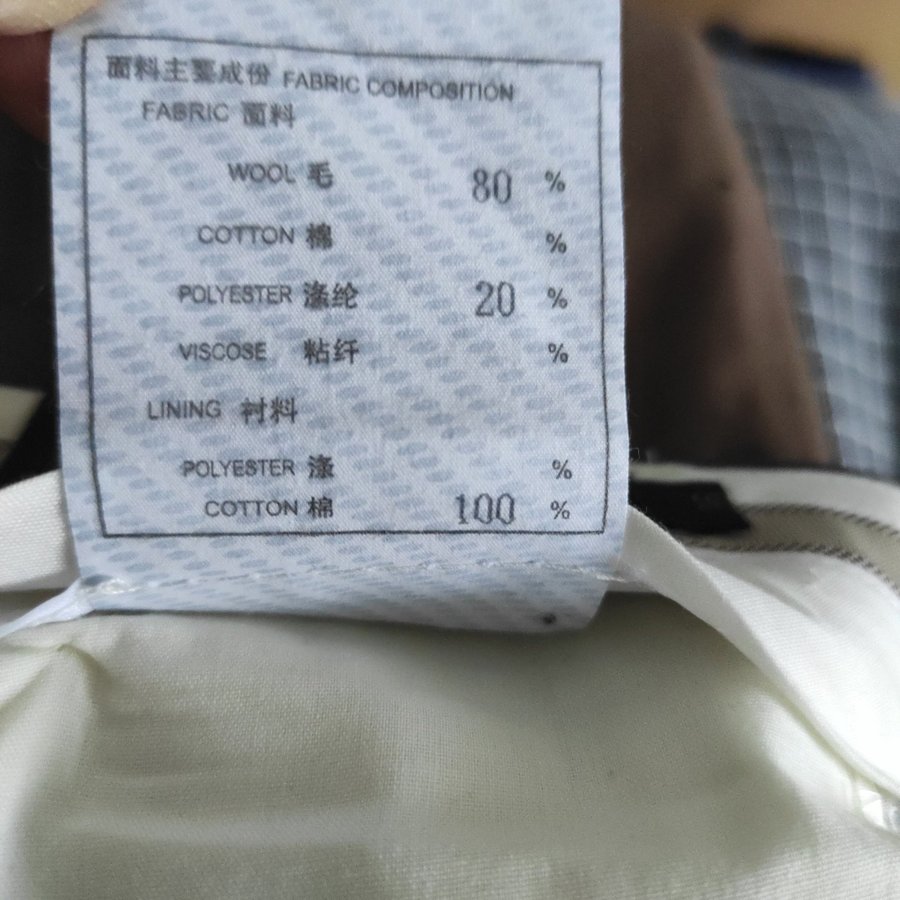 面料主要成份 FABRIC COMPOSITION
FABRIC 面料
WOOL 毛 80 %
COTTON 棉 %
POLYESTER 涤纶 20 %
VISCOSE 粘纤 %
LINING 衬料
POLYESTER 涤 %
COTTON 棉 100 %